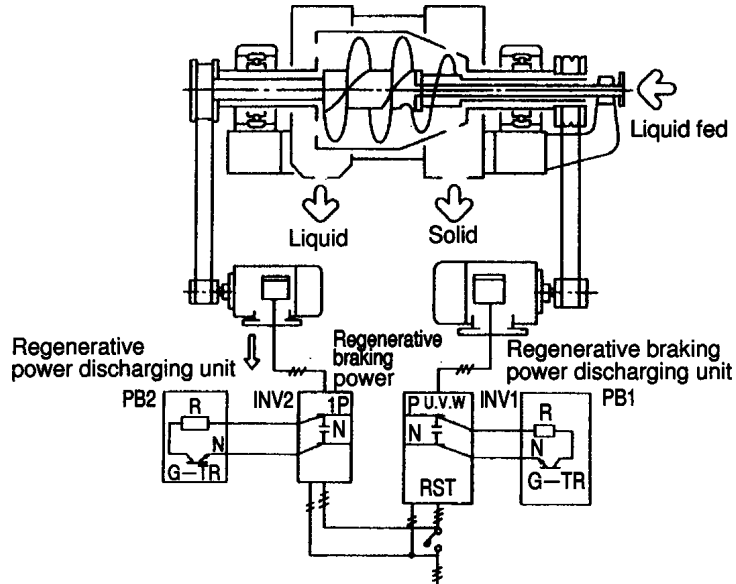 Liquid fed
Liquid
Solid
Regenerative
power discharging unit
Regenerative
braking
power
Regenerative braking
power discharging unit
PB2
INV2
1P
P U.V.W
INV1
PB1
R
N
G–TR
N
N
R
N
G–TR
RST